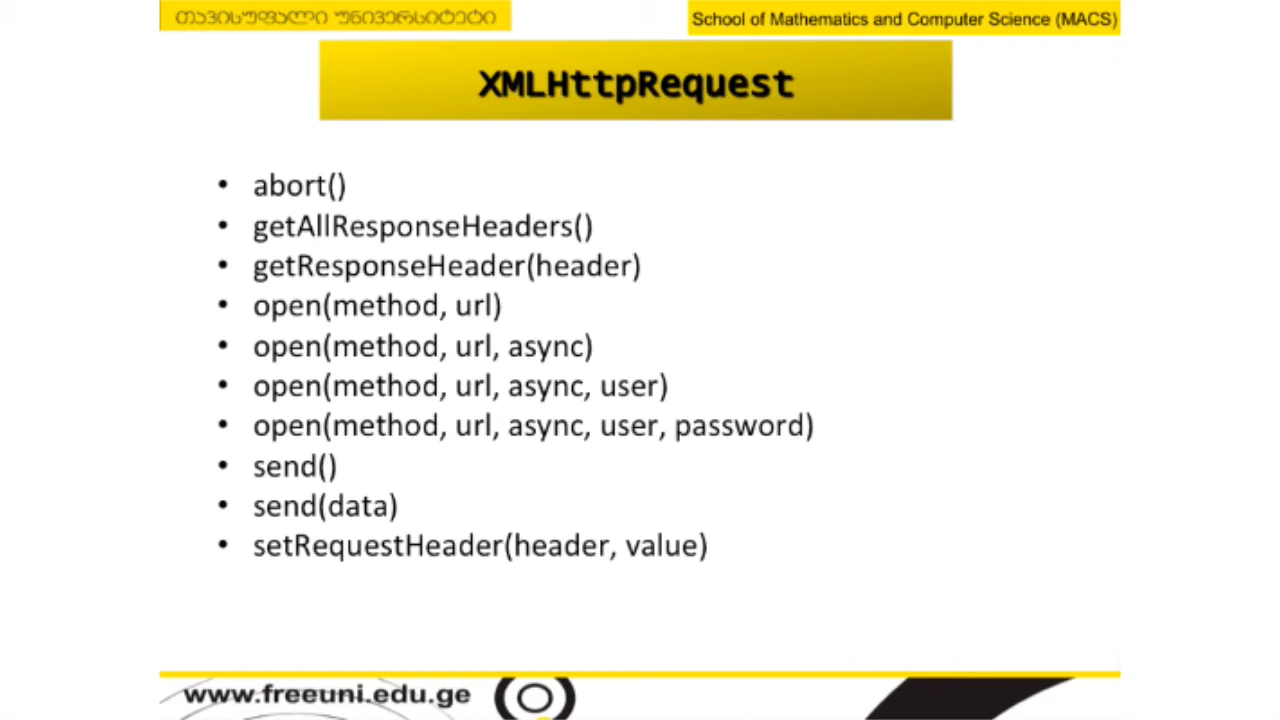 თავისუფალი უნივერსიტეტი
School of Mathematics and Computer Science (MACS)
XMLHttpRequest
• abort()
• getAllResponseHeaders()
• getResponseHeader(header)
• open(method, url)
• open(method, url, async)
• open(method, url, async, user)
• open(method, url, async, user, password)
• send()
• send(data)
• setRequestHeader(header, value)
www.freeuni.edu.ge